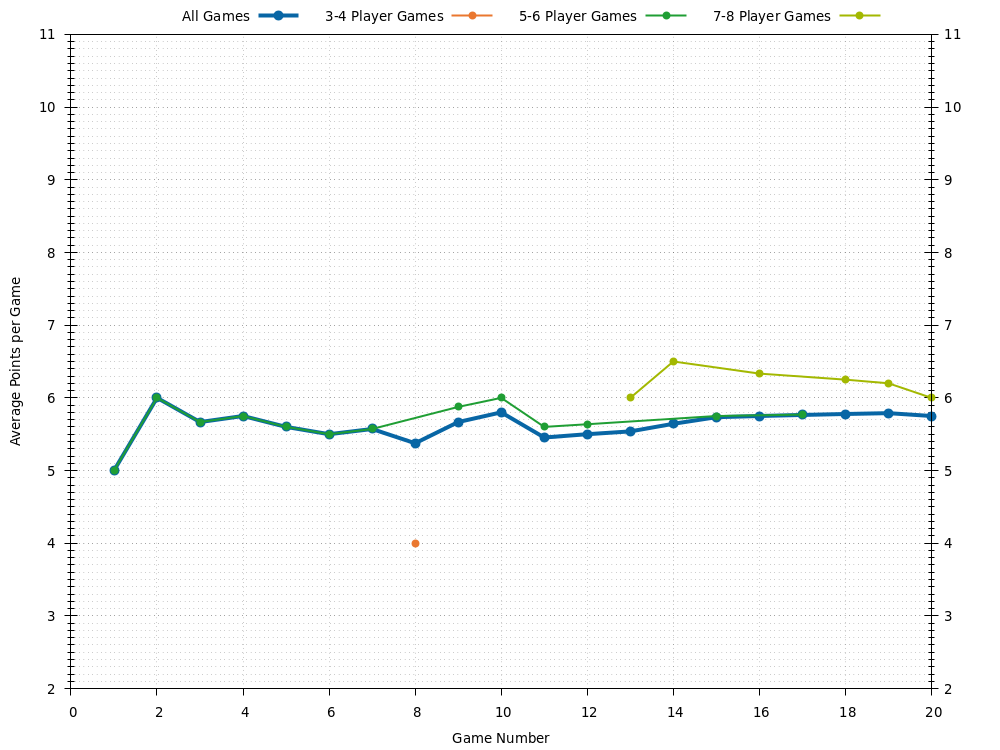 All Games 3-4 Player Games 5-6 Player Games 7-8 Player Games
11 11
10 10
9 9
8 8
7 7
6 6
5 5
4 4
3 3
2 2
Average Points per Game
0 2 4 6 8 10 12 14 16 18 20
Game Number